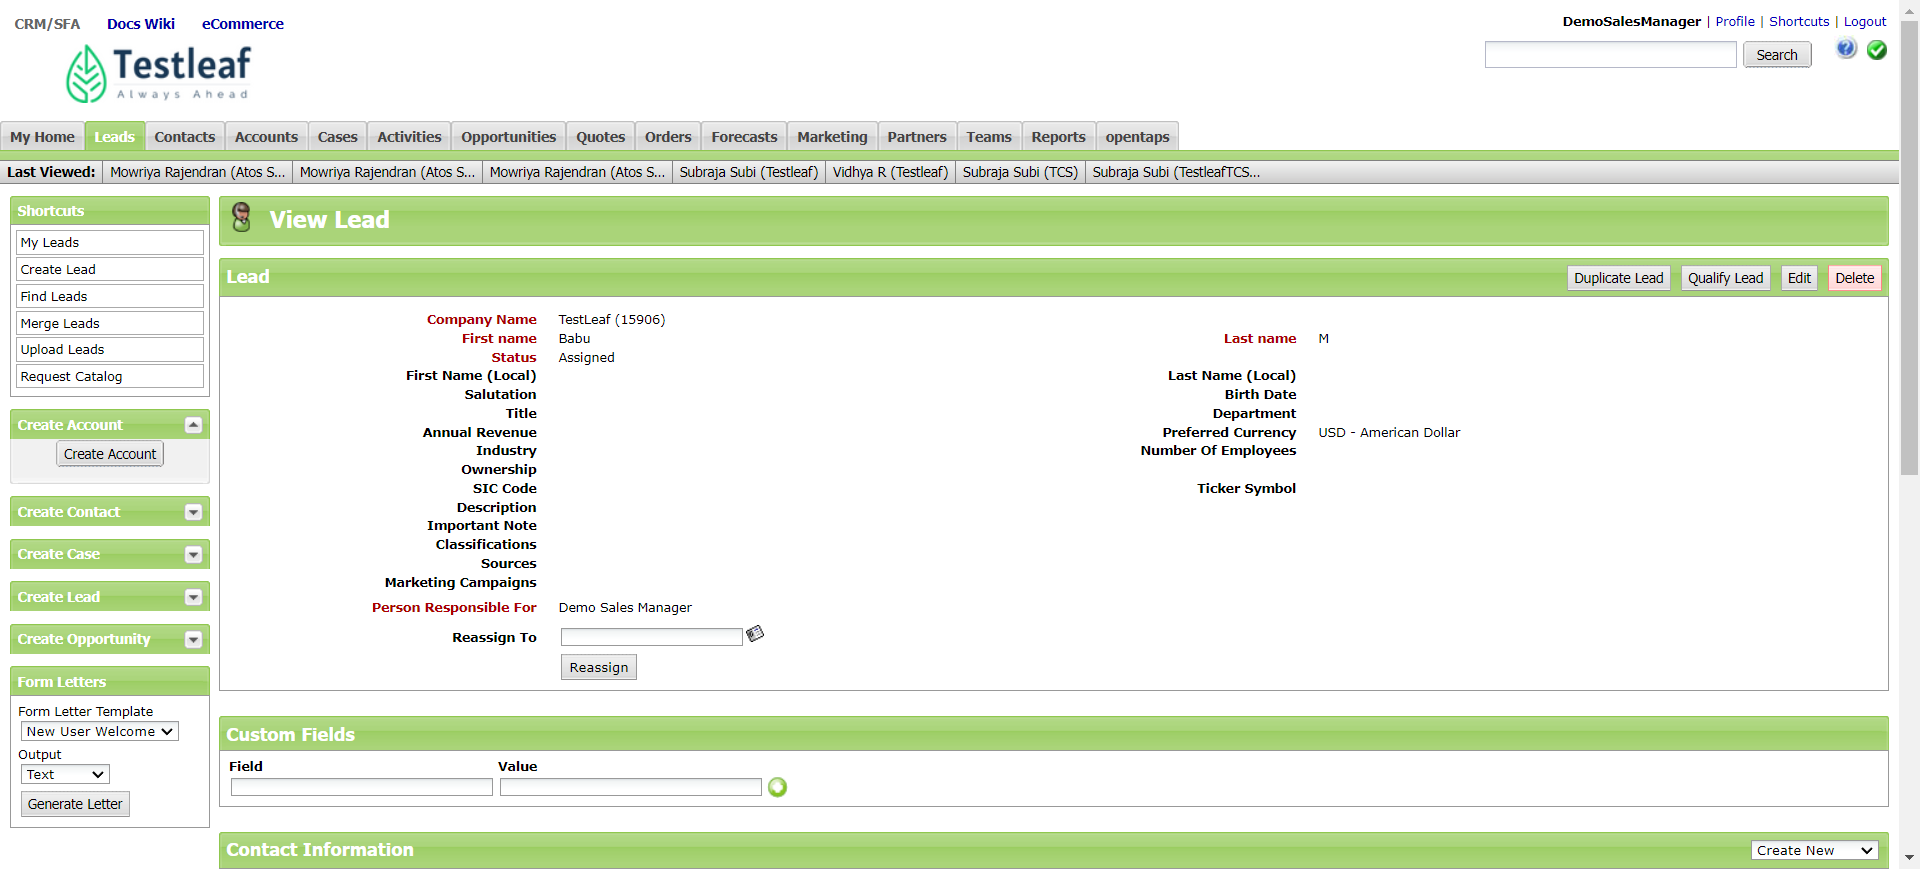 CRM/SFA Docs Wiki eCommerce
DemoSalesManager | Profile | Shortcuts | Logout
Testleaf
Always Ahead
Search
My Home Leads Contacts Accounts Cases Activities Opportunities Quotes Orders Forecasts Marketing Partners Teams Reports opentaps
Last Viewed: Mowriya Rajendran (Atos S... Mowriya Rajendran (Atos S... Mowriya Rajendran (Atos S... Subraja Subi (Testleaf) Vidhya R (Testleaf) Subraja Subi (TCS) Subraja Subi (TestleafTCS...
Shortcuts
My Leads
Create Lead
Find Leads
Merge Leads
Upload Leads
Request Catalog
Create Account
Create Account
Create Contact
Create Case
Create Lead
Create Opportunity
Form Letters
Form Letter Template
New User Welcome
Output
Text
Generate Letter
View Lead
Lead
Duplicate Lead Qualify Lead Edit Delete
Company Name TestLeaf (15906)
First name Babu Last name M
Status Assigned
First Name (Local) Last Name (Local)
Salutation Birth Date
Title Department
Annual Revenue Preferred Currency USD - American Dollar
Industry Number Of Employees
Ownership
SIC Code Ticker Symbol
Description
Important Note
Classifications
Sources
Marketing Campaigns
Person Responsible For Demo Sales Manager
Reassign To
Reassign
Custom Fields
Field Value
Contact Information
Create New